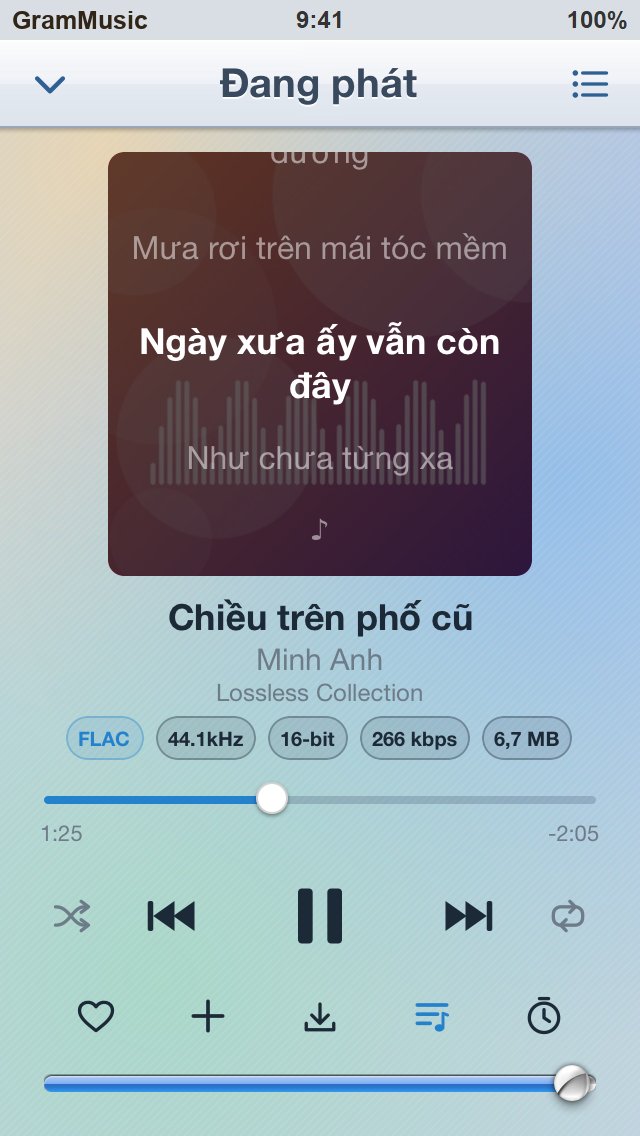 GramMusic 9:41 100%
Đang phát
Mưa rơi trên mái tóc mềm
Ngày xưa ấy vẫn còn
đây
Như chưa từng xa
♪
Chiều trên phố cũ
Minh Anh
Lossless Collection
FLAC 44.1kHz 16-bit 266 kbps 6,7 MB
1:25 -2:05